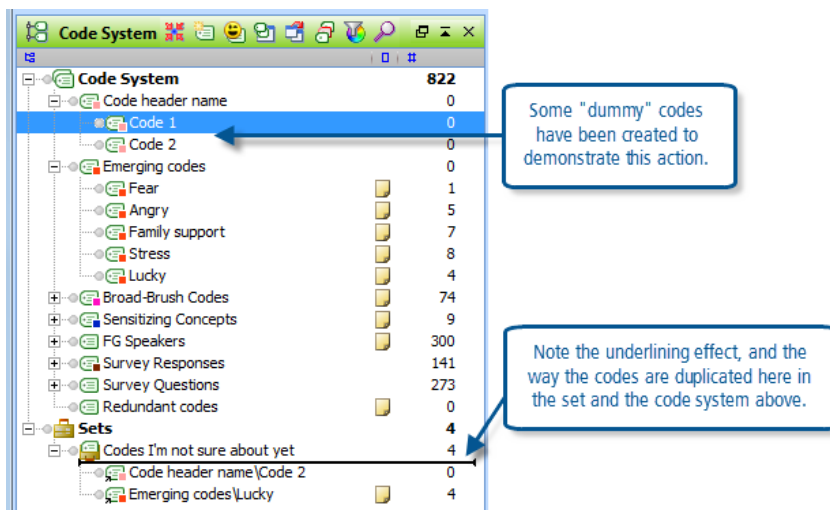 Code System
#
Code System 822
Code header name 0
Code 1 0
Code 2 0
Emerging codes 0
Fear 1
Angry 5
Family support 7
Stress 8
Lucky 4
Broad-Brush Codes 74
Sensitizing Concepts 9
FG Speakers 300
Survey Responses 141
Survey Questions 273
Redundant codes 0
Sets 4
Codes I'm not sure about yet 4
Code header name\Code 2 0
Emerging codes\Lucky 4
Some "dummy" codes
have been created to
demonstrate this action.
Note the underlining effect, and the
way the codes are duplicated here in
the set and the code system above.